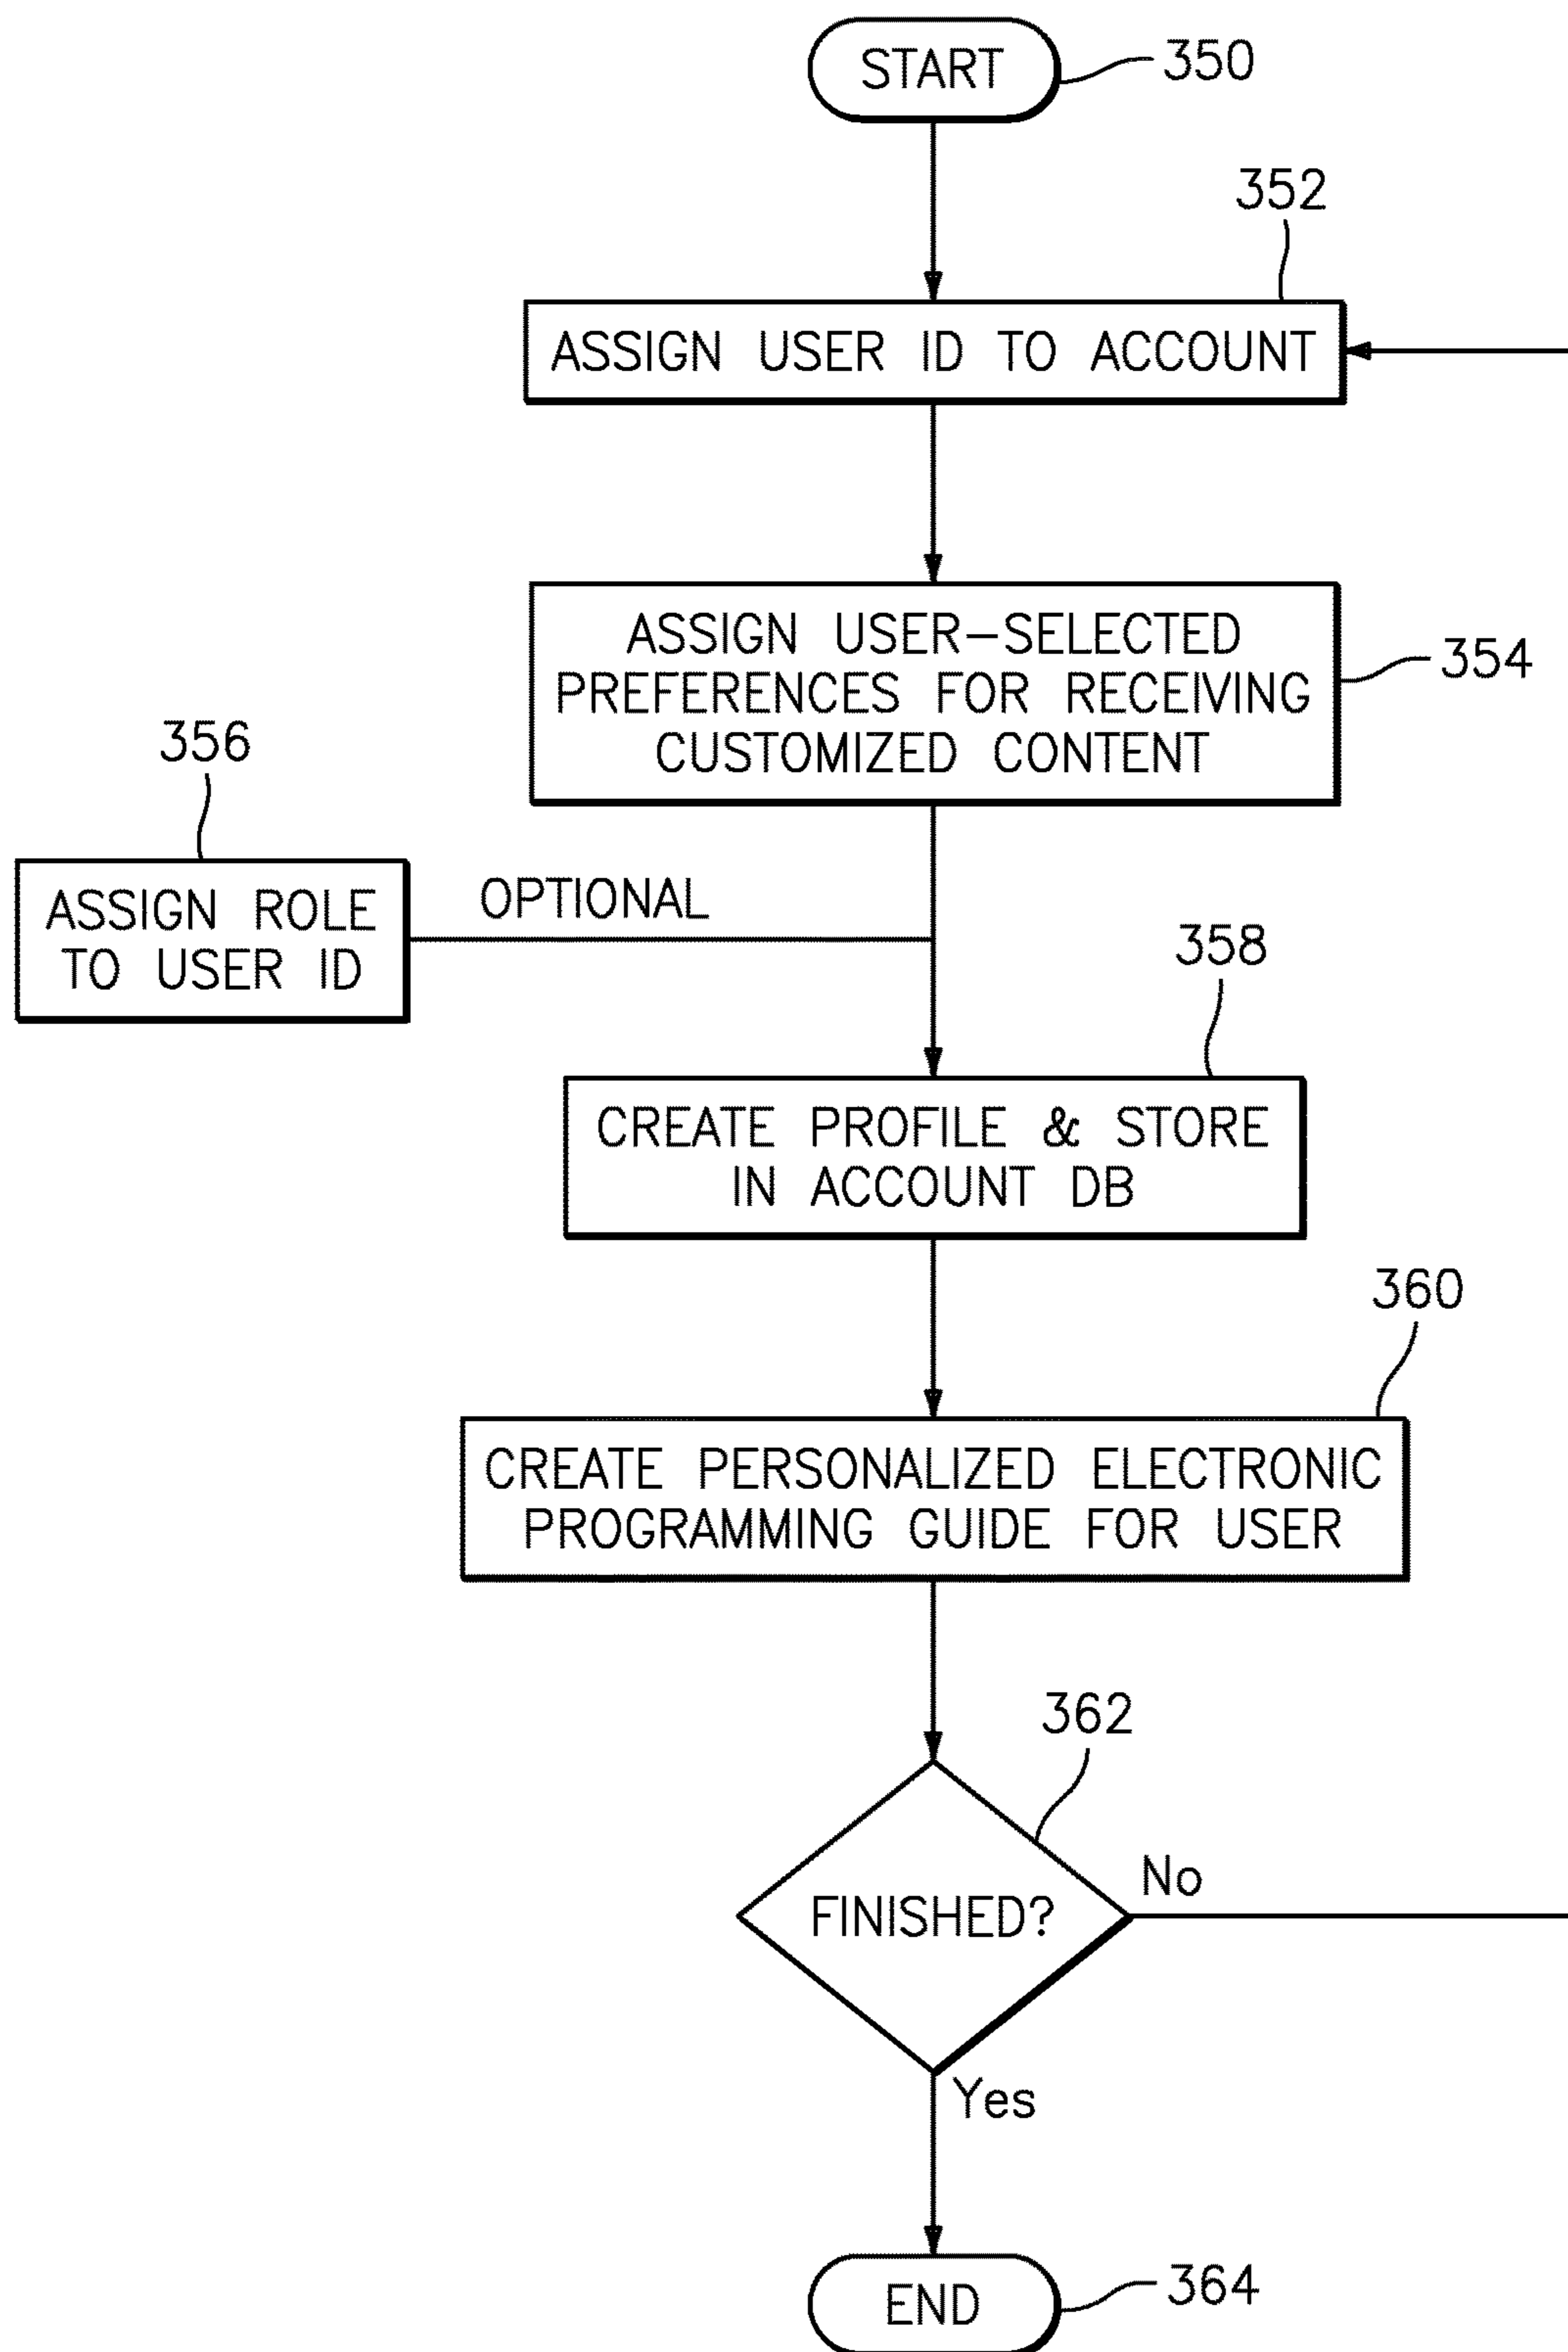 START
350
352
ASSIGN USER ID TO ACCOUNT
ASSIGN USER-SELECTED
PREFERENCES FOR RECEIVING
CUSTOMIZED CONTENT
354
356
ASSIGN ROLE
TO USER ID
OPTIONAL
358
CREATE PROFILE & STORE
IN ACCOUNT DB
360
CREATE PERSONALIZED ELECTRONIC
PROGRAMMING GUIDE FOR USER
362
FINISHED?
No
Yes
END
364